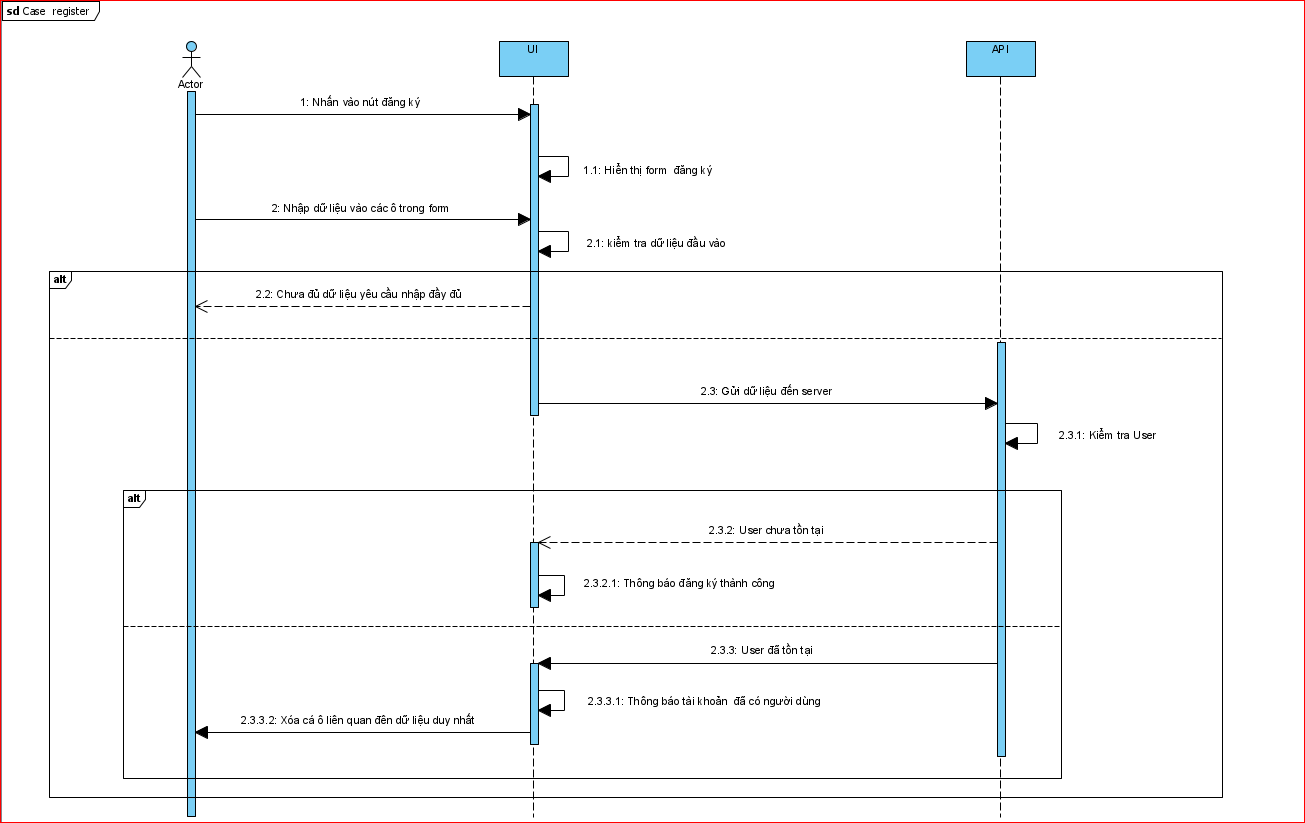 sd Case register
Actor
UI
API
1: Nhấn vào nút đăng ký
1.1: Hiển thị form đăng ký
2: Nhập dữ liệu vào các ô trong form
2.1: kiểm tra dữ liệu đầu vào
alt
2.2: Chưa đủ dữ liệu yêu cầu nhập đầy đủ
2.3: Gửi dữ liệu đến server
2.3.1: Kiểm tra User
alt
2.3.2: User chưa tồn tại
2.3.2.1: Thông báo đăng ký thành công
2.3.3: User đã tồn tại
2.3.3.1: Thông báo tài khoản đã có người dùng
2.3.3.2: Xóa cá ô liên quan đên dữ liệu duy nhất